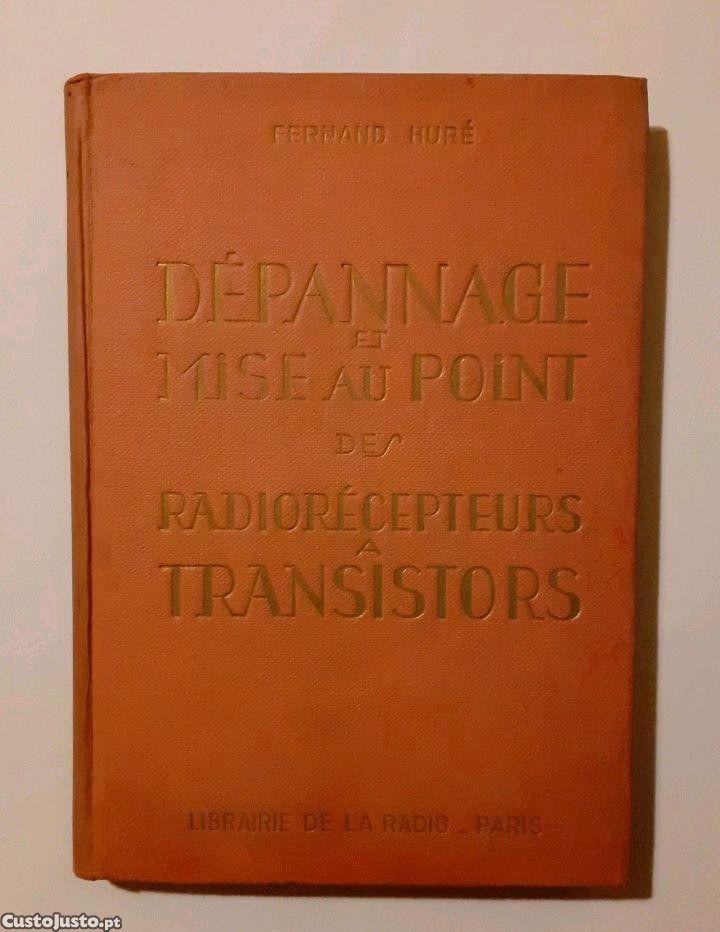 FERNAND HURÉ
DÉPANNAGE
ET
MiSE AU POiNT
DES
RADIORÉCEPTEURS
A
TRANSISTORS
LIBRAIRIE DE LA RADIO - PARIS
CustoJusto.pt